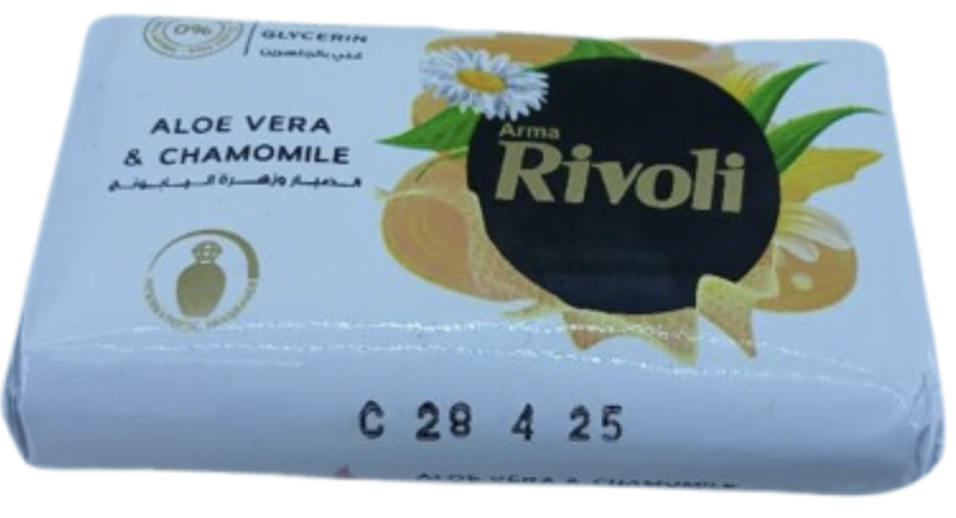 0%
GLYCERIN
غني بالجلسرين
ALOE VERA
& CHAMOMILE
الصبار وزهرة البابونج
Arma
Rivoli
C 28 4 25
ALOE VERA & CHAMOMILE